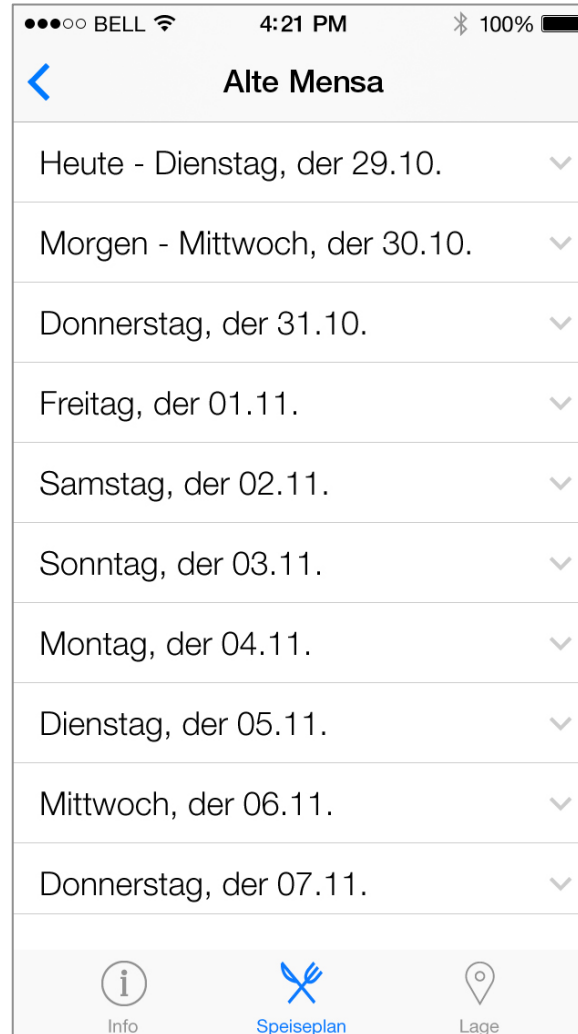 BELL 4:21 PM 100%
Alte Mensa
Heute - Dienstag, der 29.10.
Morgen - Mittwoch, der 30.10.
Donnerstag, der 31.10.
Freitag, der 01.11.
Samstag, der 02.11.
Sonntag, der 03.11.
Montag, der 04.11.
Dienstag, der 05.11.
Mittwoch, der 06.11.
Donnerstag, der 07.11.
Info Speiseplan Lage